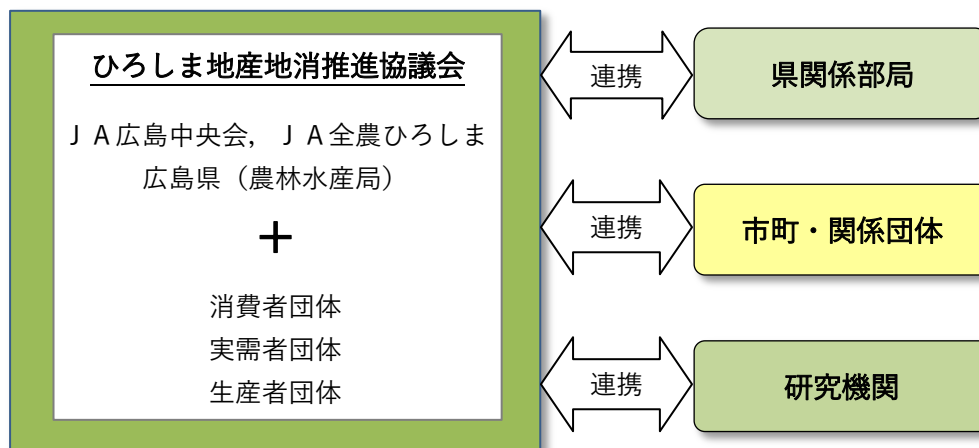 ひろしま地産地消推進協議会
ＪＡ広島中央会，ＪＡ全農ひろしま
広島県（農林水産局）
＋
消費者団体
実需者団体
生産者団体
連携
県関係部局
連携
市町・関係団体
連携
研究機関